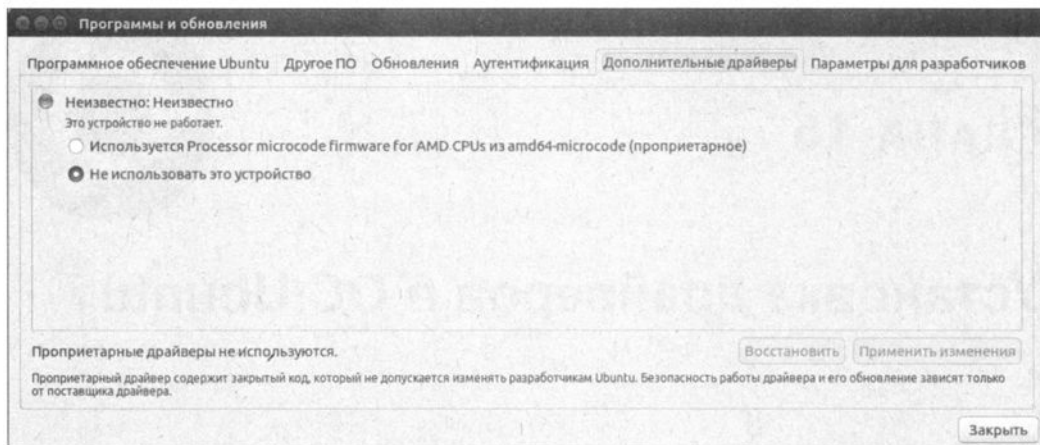 Программы и обновления
Программное обеспечение Ubuntu Другое ПО Обновления Аутентификация Дополнительные драйверы Параметры для разработчиков
Неизвестно: Неизвестно
Это устройство не работает.
Используется Processor microcode firmware for AMD CPUs из amd64-microcode (проприетарное)
Не использовать это устройство
Проприетарные драйверы не используются.
Восстановить Применить изменения
Проприетарный драйвер содержит закрытый код, который не допускается изменять разработчикам Ubuntu. Безопасность работы драйвера и его обновление зависят только
от поставщика драйвера.
Закрыть